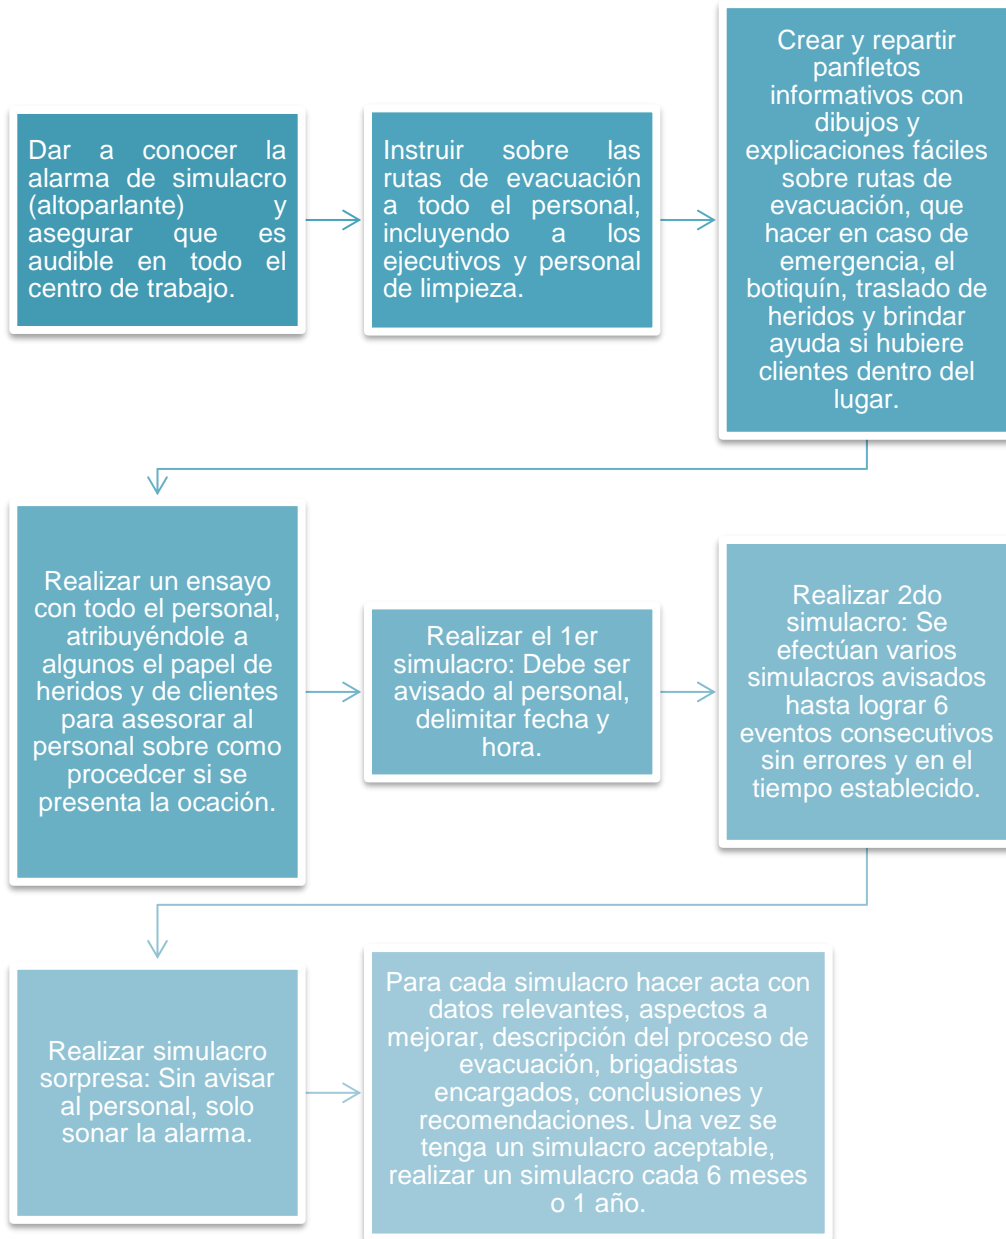 Dar a conocer la
alarma de simulacro
(altoparlante) y
asegurar que es
audible en todo el
centro de trabajo.
Instruir sobre las
rutas de evacuación
a todo el personal,
incluyendo a los
ejecutivos y personal
de limpieza.
Crear y repartir
panfletos
informativos con
dibujos y
explicaciones fáciles
sobre rutas de
evacuación, que
hacer en caso de
emergencia, el
botiquín, traslado de
heridos y brindar
ayuda si hubiere
clientes dentro del
lugar.
Realizar un ensayo
con todo el personal,
atribuyéndole a
algunos el papel de
heridos y de clientes
para asesorar al
personal sobre como
procedcer si se
presenta la ocación.
Realizar el 1er
simulacro: Debe ser
avisado al personal,
delimitar fecha y
hora.
Realizar 2do
simulacro: Se
efectúan varios
simulacros avisados
hasta lograr 6
eventos consecutivos
sin errores y en el
tiempo establecido.
Realizar simulacro
sorpresa: Sin avisar
al personal, solo
sonar la alarma.
Para cada simulacro hacer acta con
datos relevantes, aspectos a
mejorar, descripción del proceso de
evacuación, brigadistas
encargados, conclusiones y
recomendaciones. Una vez se
tenga un simulacro aceptable,
realizar un simulacro cada 6 meses
o 1 año.